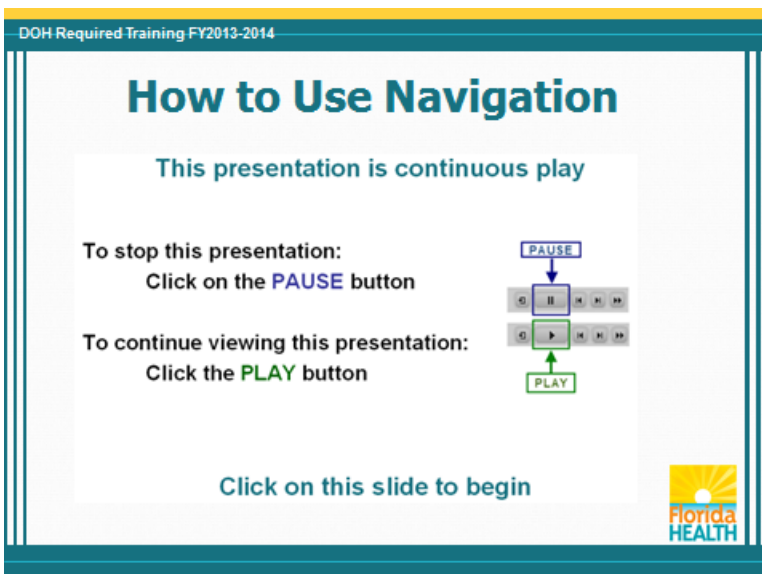 DOH Required Training FY2013-2014
How to Use Navigation
This presentation is continuous play
To stop this presentation:
Click on the PAUSE button
PAUSE
To continue viewing this presentation:
Click the PLAY button
PLAY
Click on this slide to begin
Florida
HEALTH